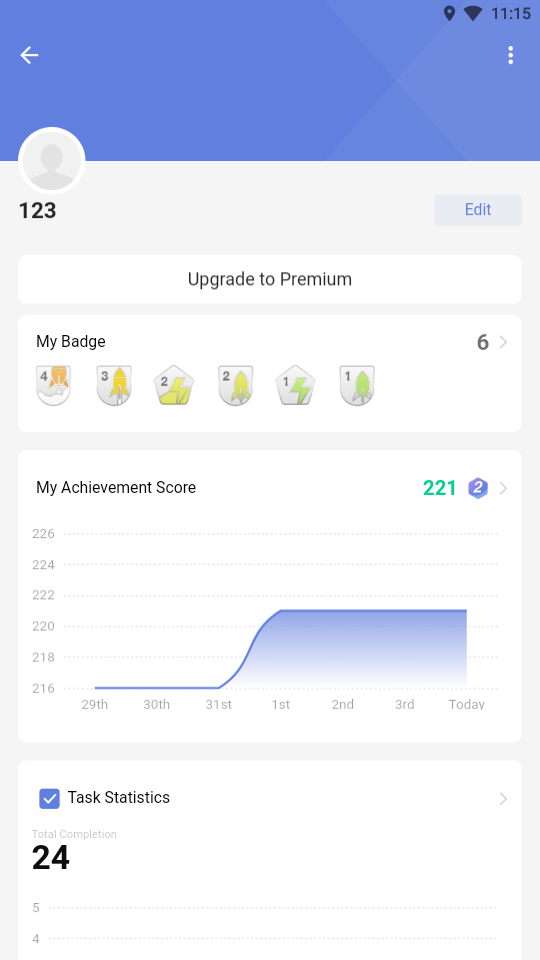 11:15
123
Edit
Upgrade to Premium
My Badge
6
4 3 2 2 1 1
My Achievement Score
221 2
226
224
222
220
218
216
29th 30th 31st 1st 2nd 3rd Today
Task Statistics
Total Completion
24
5
4